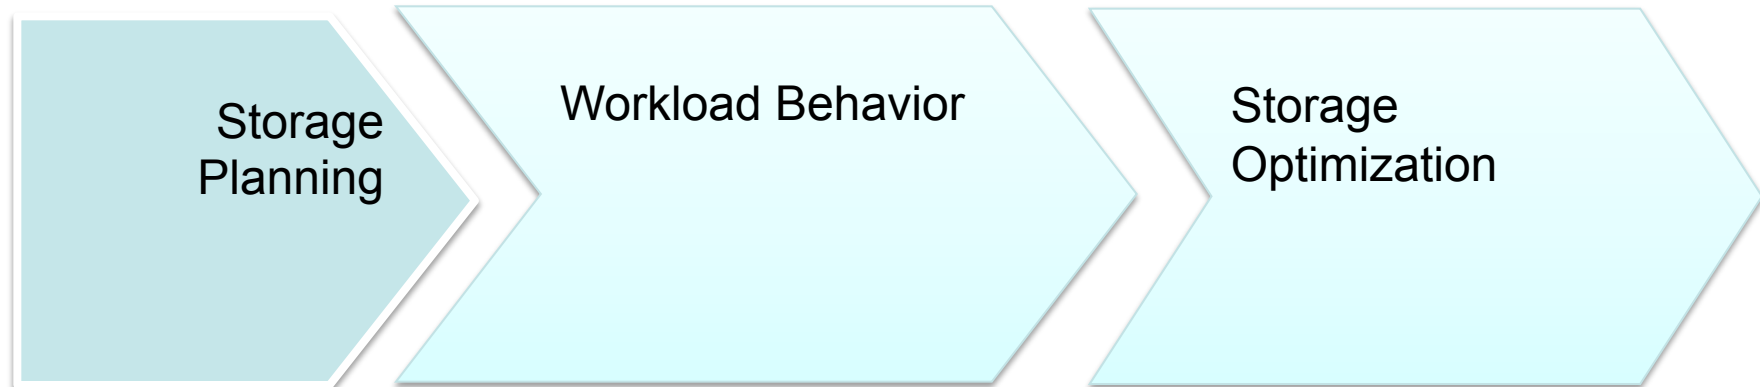 Storage
Planning
Workload Behavior
Storage
Optimization